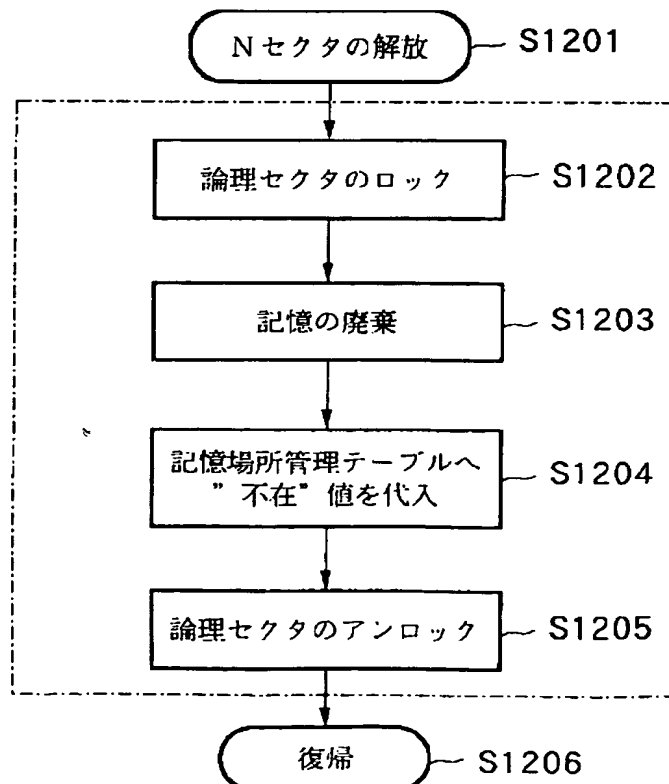 Nセクタの解放 S1201
論理セクタのロック S1202
記憶の廃棄 S1203
記憶場所管理テーブルへ S1204
”不在”値を代入
論理セクタのアンロック S1205
復帰 S1206